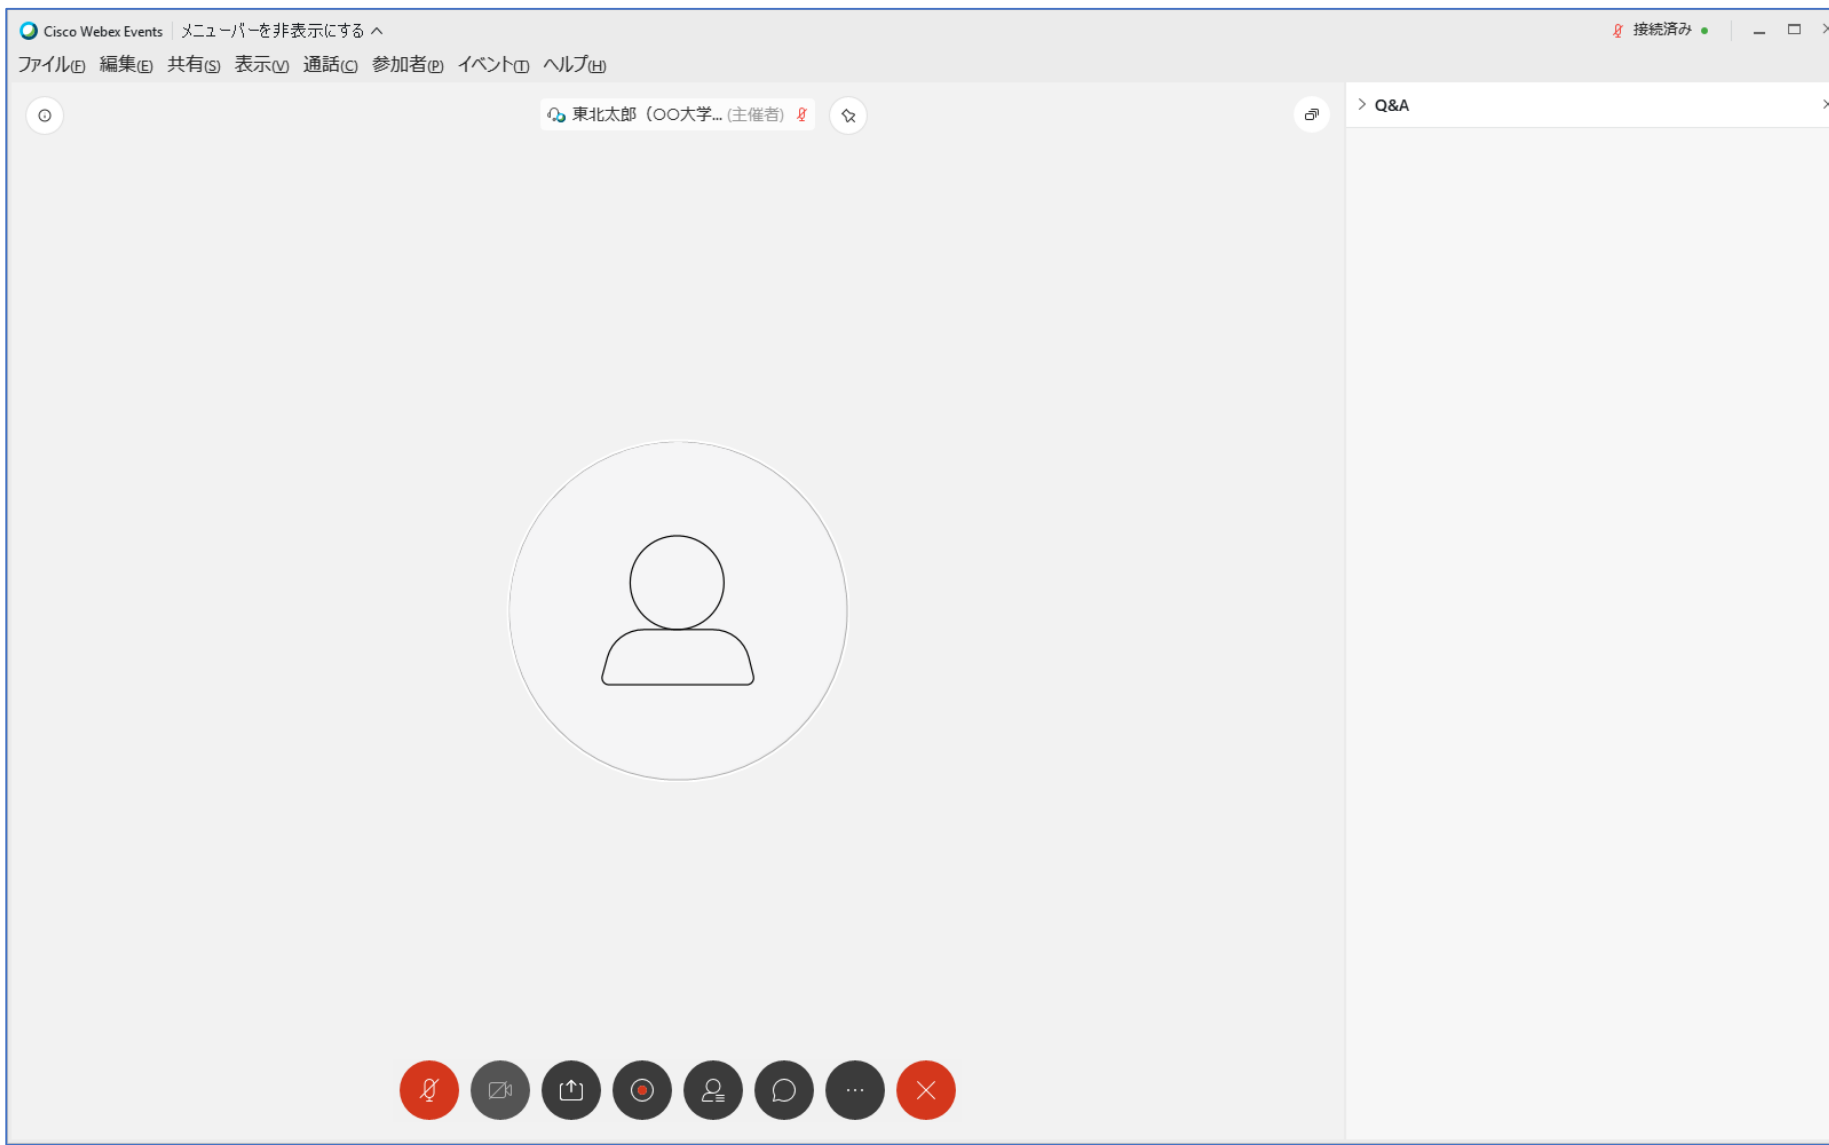 Cisco Webex Events メニューバーを非表示にする 接続済み
ファイル(F) 編集(E) 共有(S) 表示(V) 通話(C) 参加者(P) イベント(T) ヘルプ(H)
東北太郎（〇〇大学... (主催者)
Q&A